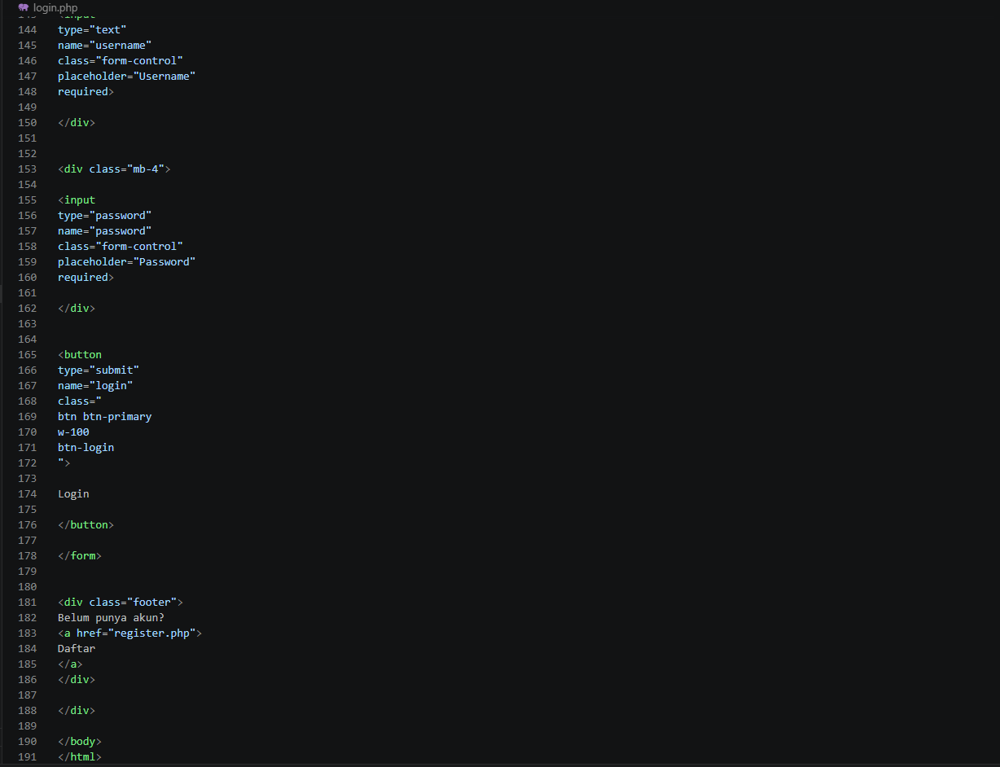 login.php
143 <input
144 type="text"
145 name="username"
146 class="form-control"
147 placeholder="Username"
148 required>
149
150 </div>
151
152
153 <div class="mb-4">
154
155 <input
156 type="password"
157 name="password"
158 class="form-control"
159 placeholder="Password"
160 required>
161
162 </div>
163
164
165 <button
166 type="submit"
167 name="login"
168 class="
169 btn btn-primary
170 w-100
171 btn-login
172 ">
173
174 Login
175
176 </button>
177
178 </form>
179
180
181 <div class="footer">
182 Belum punya akun?
183 <a href="register.php">
184 Daftar
185 </a>
186 </div>
187
188 </div>
189
190 </body>
191 </html>